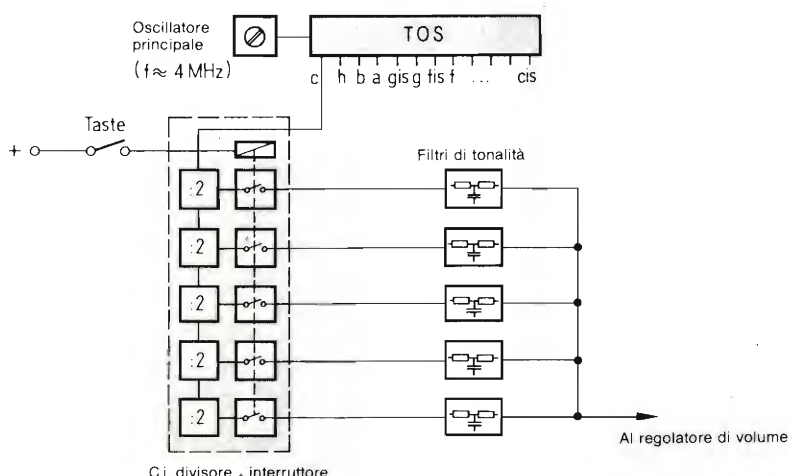 Oscillatore
principale
(f≈ 4 MHz)
TOS
c h b a gis g fis f ... cis
Taste
+
Filtri di tonalità
:2
:2
:2
:2
:2
Al regolatore di volume
C.i. divisore + interruttore